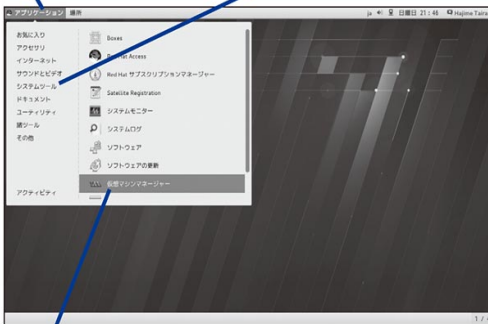 アプリケーション 場所
ja 日曜日 21:48 Hajime Taira
お気に入り
アクセサリ
インターネット
サウンドとビデオ
システムツール
ドキュメント
ユーティリティ
諸ツール
その他
アクティビティ
Boxes
Red Hat Access
Red Hat サブスクリプションマネージャー
Satellite Registration
システムモニター
システムログ
ソフトウェア
ソフトウェアの更新
仮想マシンマネージャー
1 /